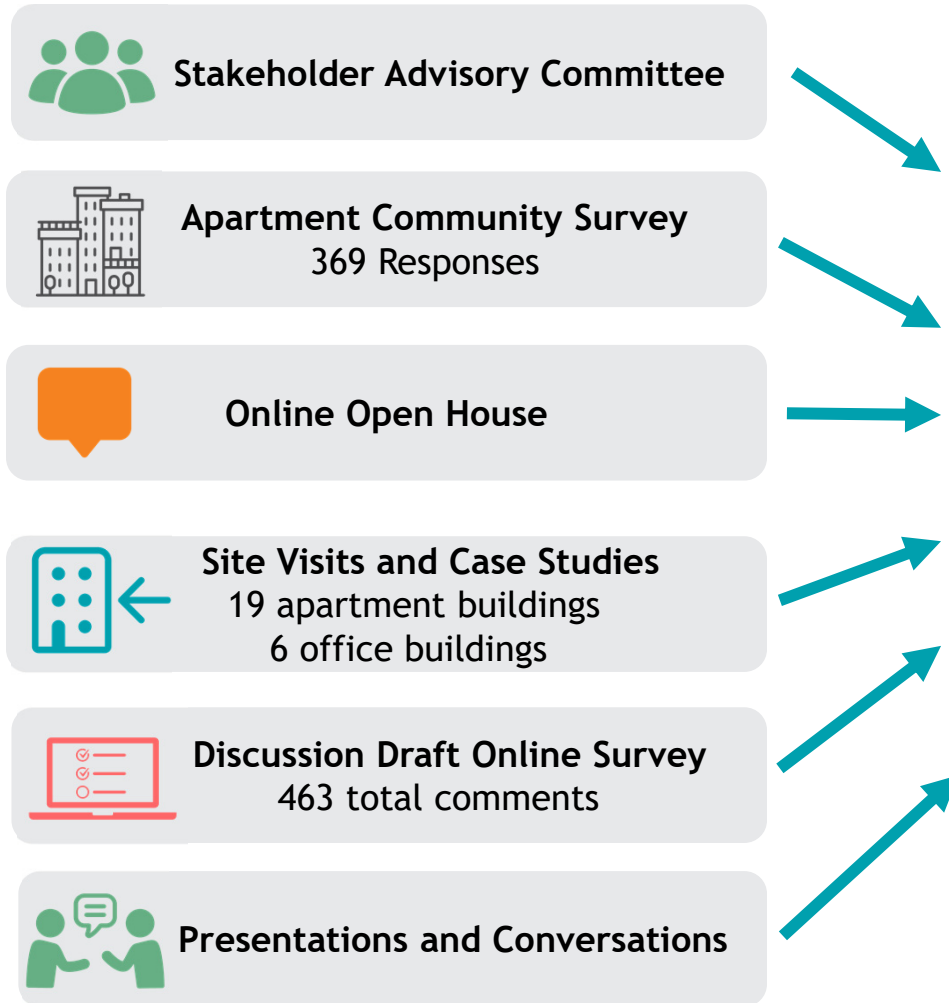 Stakeholder Advisory Committee
Apartment Community Survey
369 Responses
Online Open House
Site Visits and Case Studies
19 apartment buildings
6 office buildings
Discussion Draft Online Survey
463 total comments
Presentations and Conversations